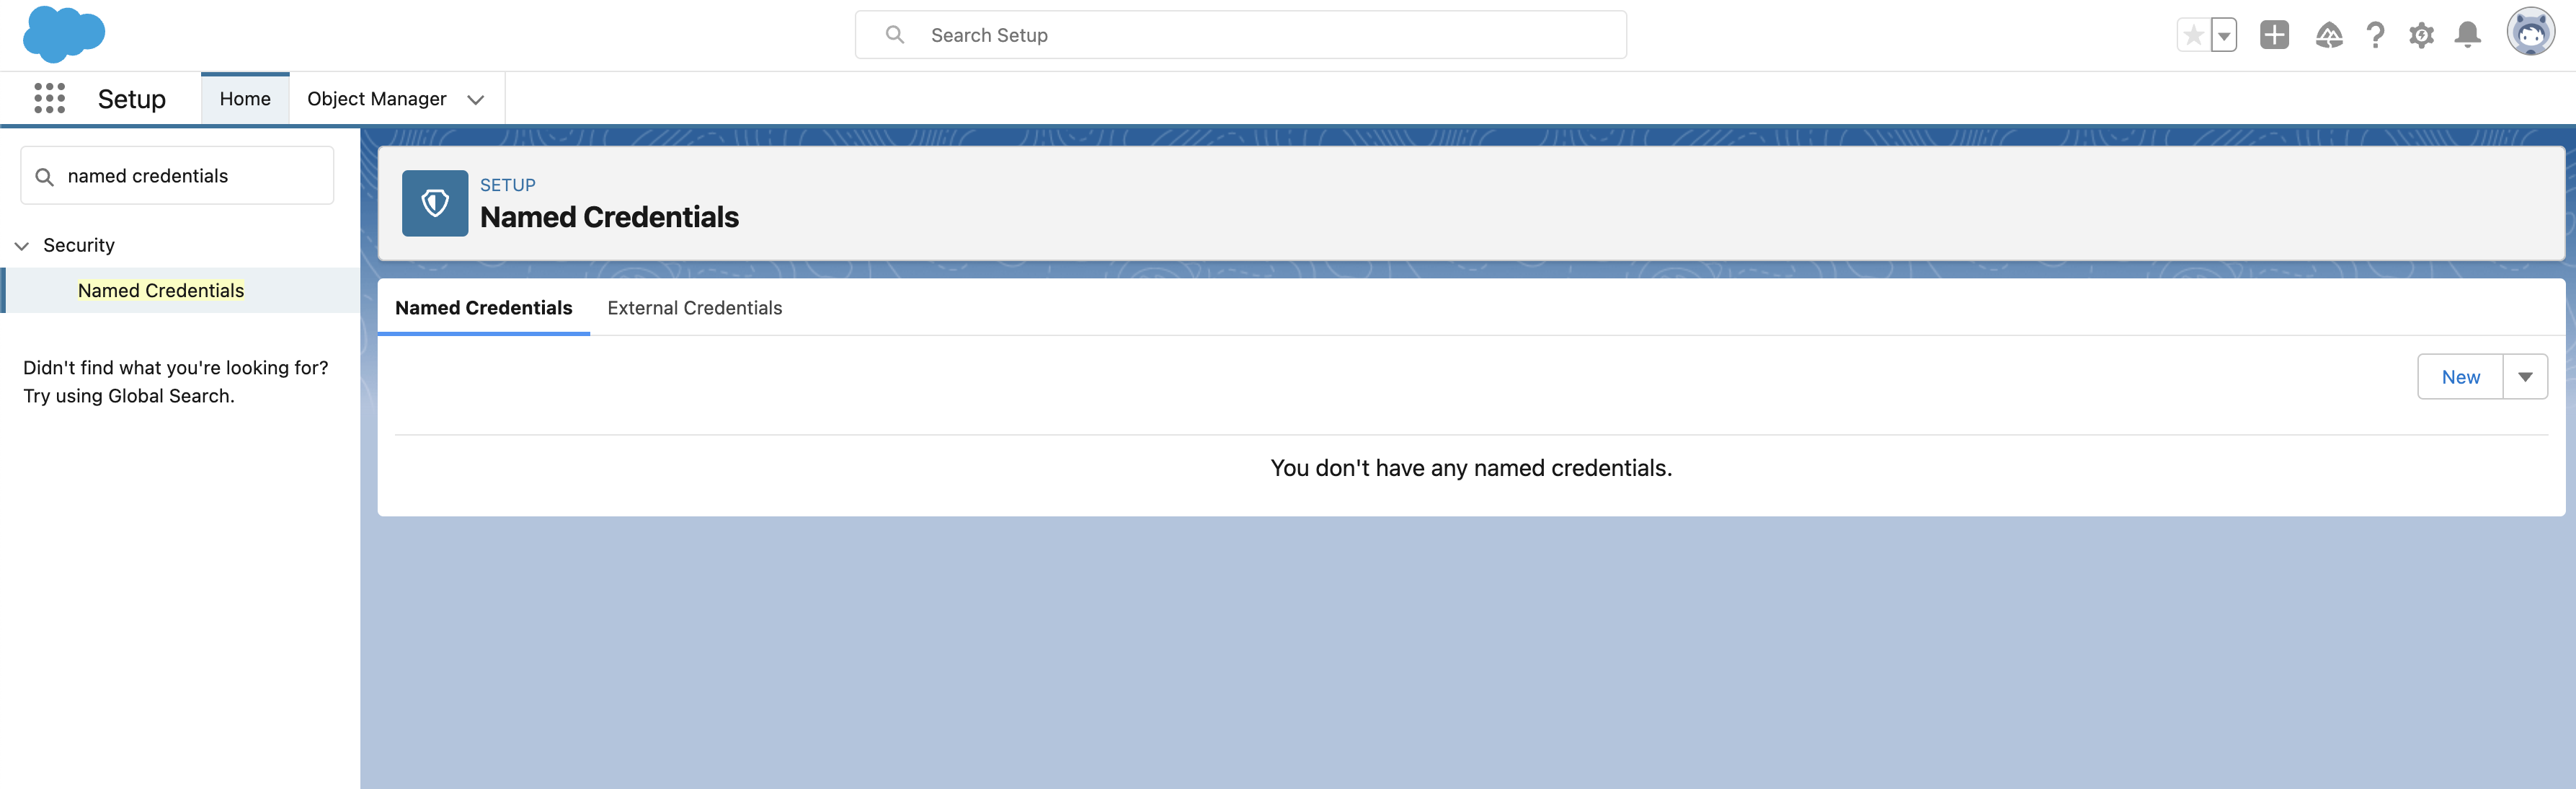 Search Setup
Setup
Home
Object Manager
named credentials
Security
Named Credentials
Didn't find what you're looking for?
Try using Global Search.
SETUP
Named Credentials
Named Credentials
External Credentials
New
You don't have any named credentials.